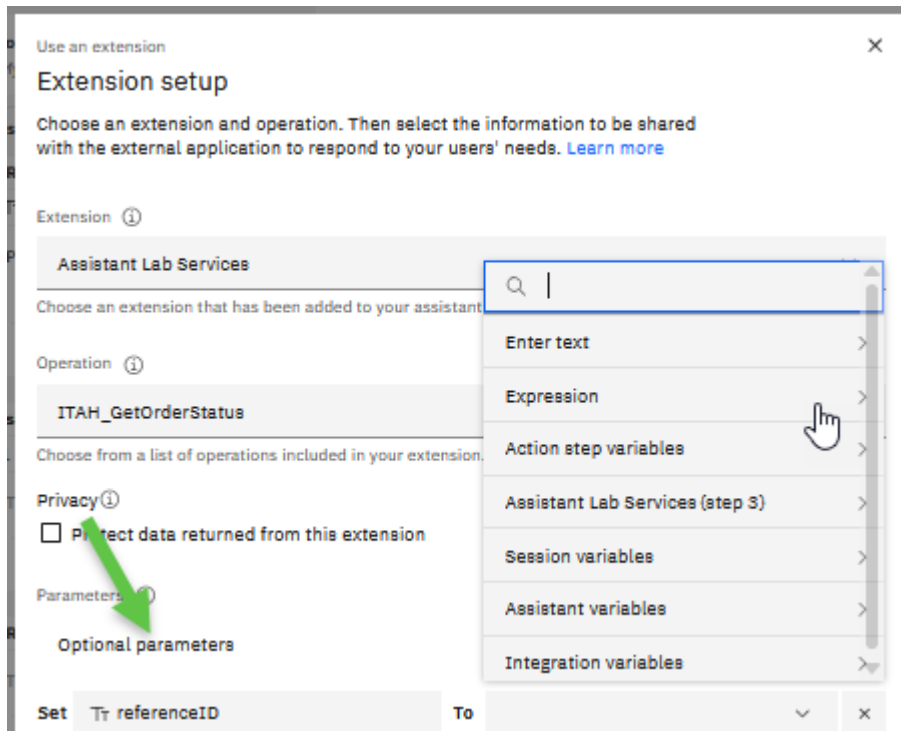 Use an extension
Extension setup
Choose an extension and operation. Then select the information to be shared
with the external application to respond to your users' needs. Learn more
Extension
Assistant Lab Services
Choose an extension that has been added to your assistant
Operation
ITAH_GetOrderStatus
Choose from a list of operations included in your extension.
Privacy
Protect data returned from this extension
Parameters
Optional parameters
Set Tт referenceID To
Enter text
Expression
Action step variables
Assistant Lab Services (step 3)
Session variables
Assistant variables
Integration variables